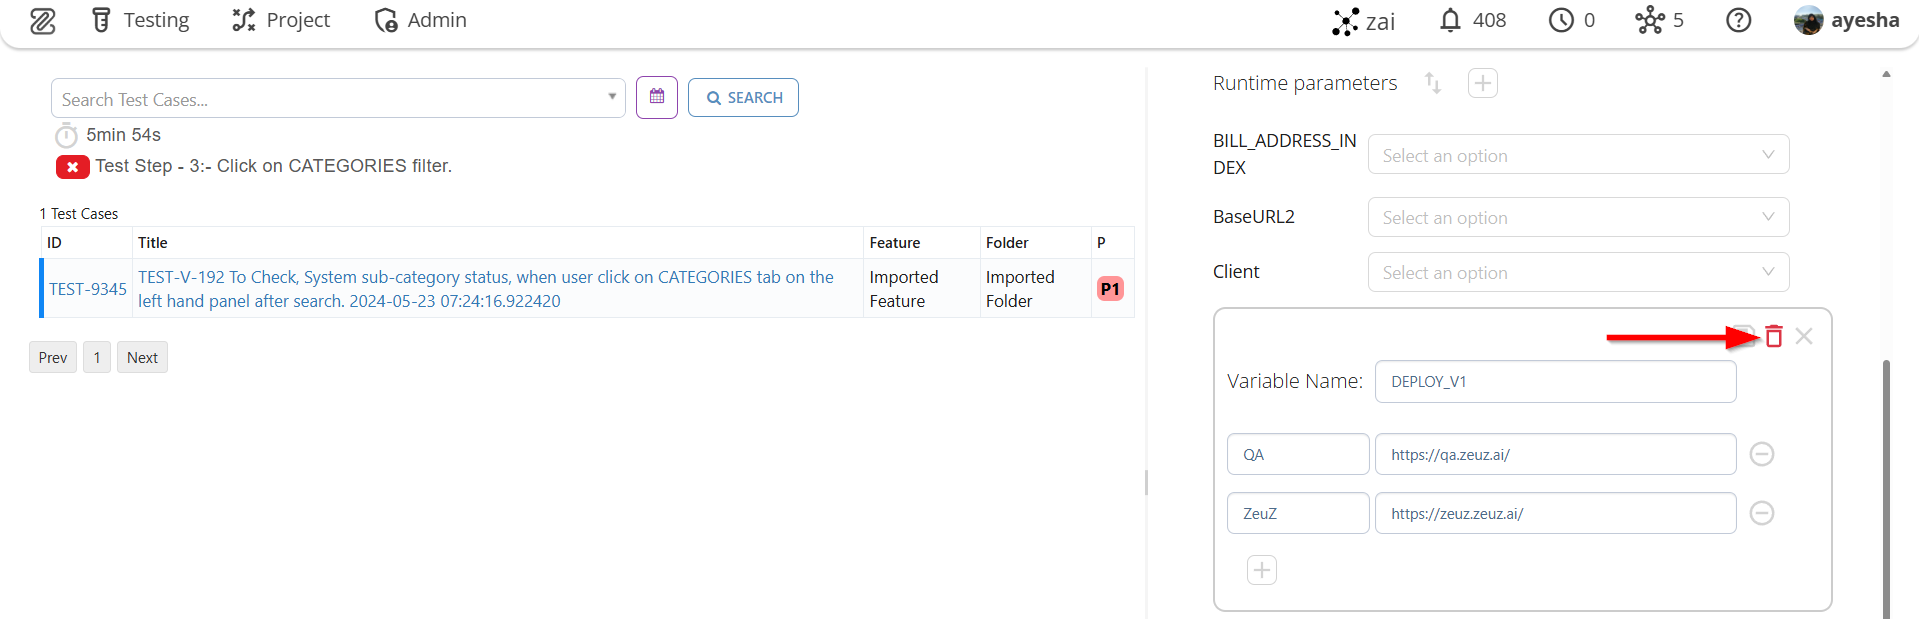 Testing
Project
Admin
zai
408
0
5
ayesha
Search Test Cases...
SEARCH
5min 54s
Test Step - 3:- Click on CATEGORIES filter.
1 Test Cases
ID
Title
Feature
Folder
P
TEST-9345
TEST-V-192 To Check, System sub-category status, when user click on CATEGORIES tab on the
left hand panel after search. 2024-05-23 07:24:16.922420
Imported
Feature
Imported
Folder
P1
Prev
1
Next
Runtime parameters
BILL_ADDRESS_IN
DEX
Select an option
BaseURL2
Select an option
Client
Select an option
Variable Name:
DEPLOY_V1
QA
https://qa.zeuz.ai/
ZeuZ
https://zeuz.zeuz.ai/